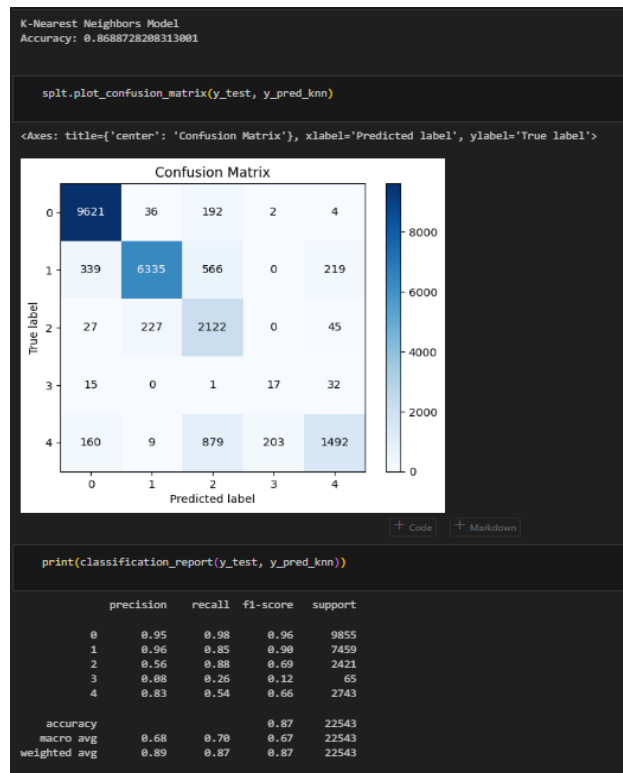 K-Nearest Neighbors Model
Accuracy: 0.8688728208313001
splt.plot_confusion_matrix(y_test, y_pred_knn)
<Axes: title={'center': 'Confusion Matrix'}, xlabel='Predicted label', ylabel='True label'>
Confusion Matrix
0 9621 36 192 2 4
1 339 6335 566 0 219
2 27 227 2122 0 45
3 15 0 1 17 32
4 160 9 879 203 1492
0 1 2 3 4
Predicted label
True label
8000
6000
4000
2000
0
+ Code + Markdown
print(classification_report(y_test, y_pred_knn))
precision recall f1-score support
0 0.95 0.98 0.96 9855
1 0.96 0.85 0.90 7459
2 0.56 0.88 0.69 2421
3 0.08 0.26 0.12 65
4 0.83 0.54 0.66 2743
accuracy 0.87 22543
macro avg 0.68 0.70 0.67 22543
weighted avg 0.89 0.87 0.87 22543